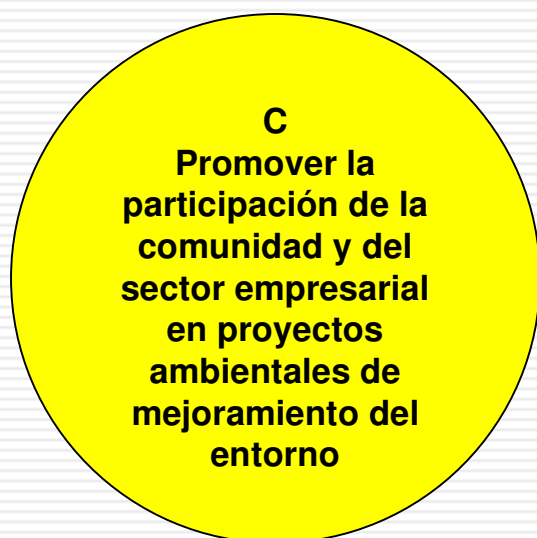 C
Promover la
participación de la
comunidad y del
sector empresarial
en proyectos
ambientales de
mejoramiento del
entorno